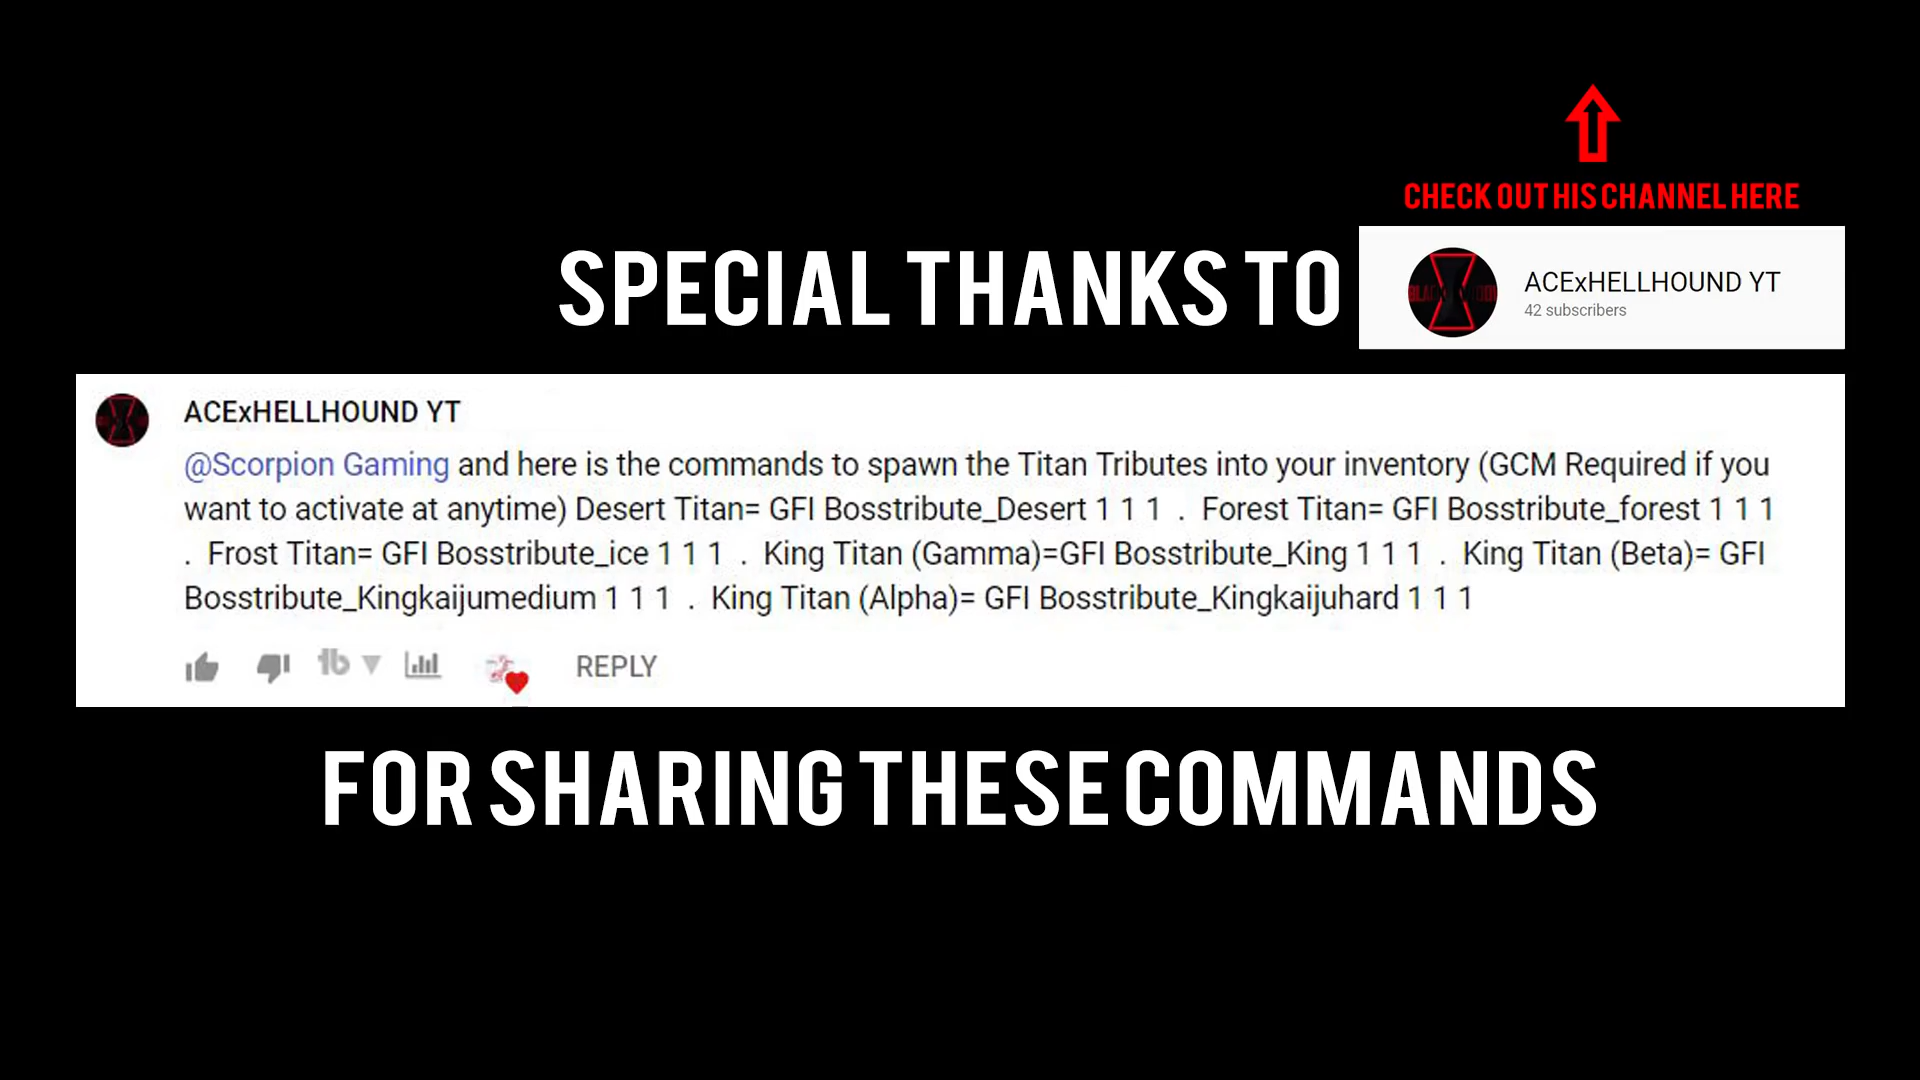 CHECK OUT HIS CHANNEL HERE
SPECIAL THANKS TO
ACExHELLHOUND YT
42 subscribers
ACExHELLHOUND YT
@Scorpion Gaming and here is the commands to spawn the Titan Tributes into your inventory (GCM Required if you
want to activate at anytime) Desert Titan= GFI Bosstribute_Desert 1 1 1 . Forest Titan= GFI Bosstribute_forest 1 1 1
. Frost Titan= GFI Bosstribute_ice 1 1 1 . King Titan (Gamma)=GFI Bosstribute_King 1 1 1 . King Titan (Beta)= GFI
Bosstribute_Kingkaijumedium 1 1 1 . King Titan (Alpha)= GFI Bosstribute_Kingkaijuhard 1 1 1
tb REPLY
FOR SHARING THESE COMMANDS